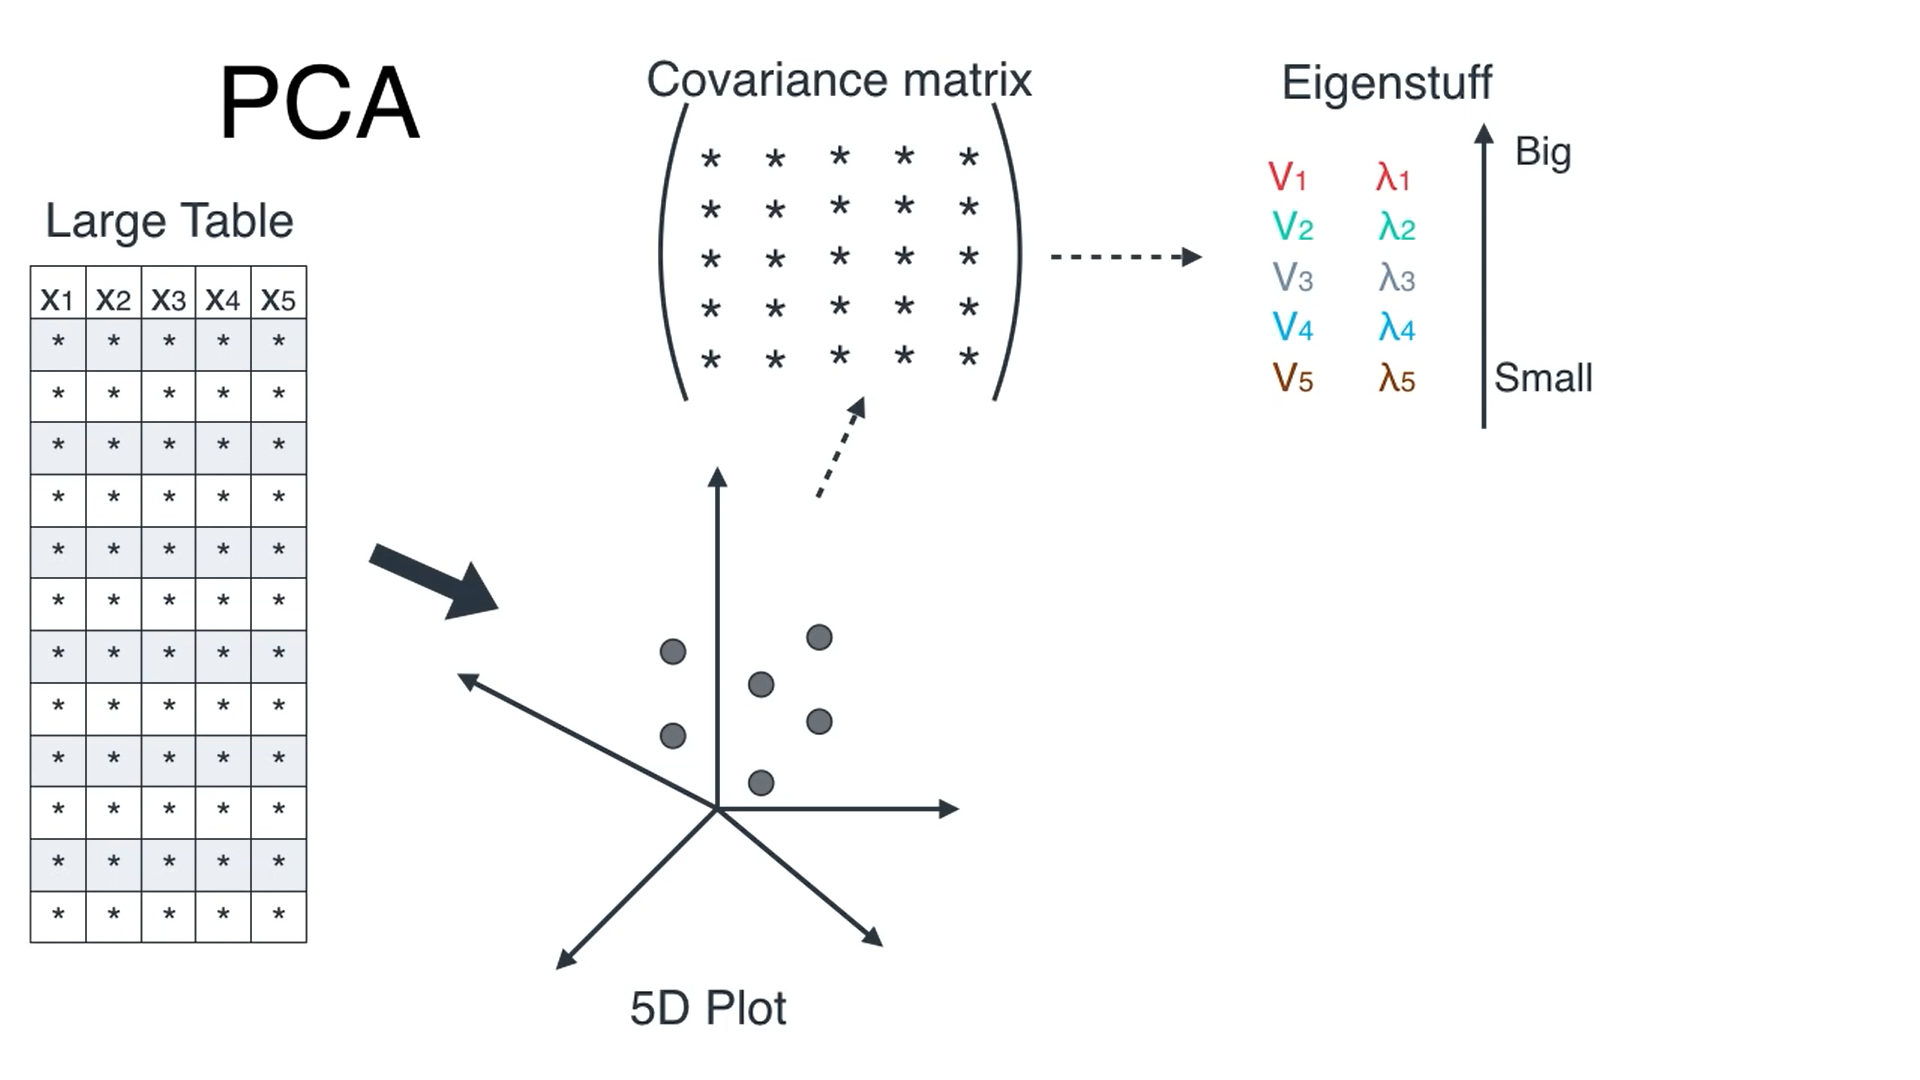 PCA
Large Table
X1 X2 X3 X4 X5
* * * * *
* * * * *
* * * * *
* * * * *
* * * * *
* * * * *
* * * * *
* * * * *
* * * * *
* * * * *
* * * * *
* * * * *
Covariance matrix
* * * * *
* * * * *
* * * * *
* * * * *
* * * * *
Eigenstuff
V1 λ1
V2 λ2
V3 λ3
V4 λ4
V5 λ5
Big
Small
5D Plot